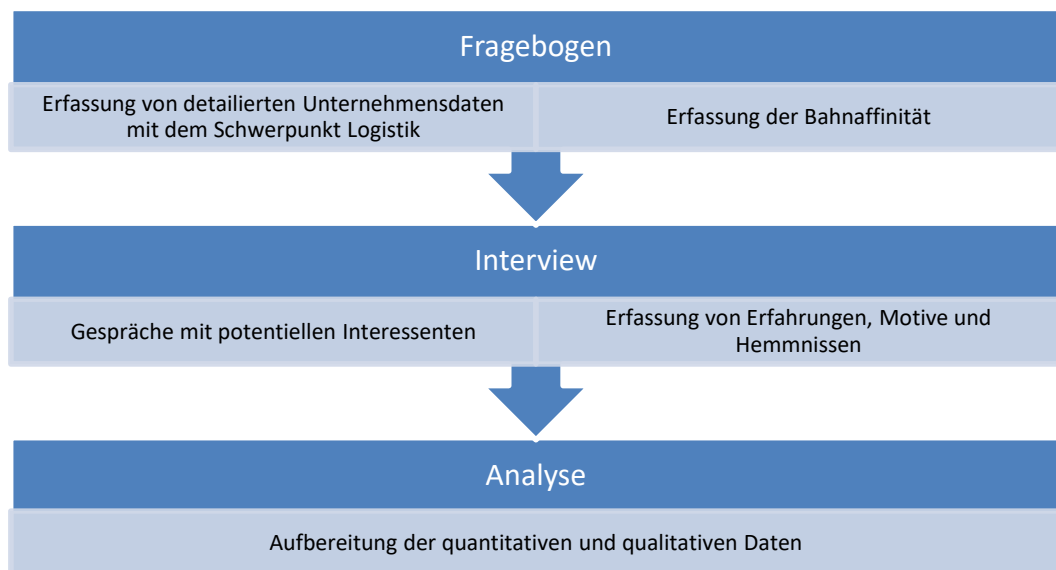 Fragebogen
Erfassung von detailierten Unternehmensdaten
mit dem Schwerpunkt Logistik
Erfassung der Bahnaffinität
Interview
Gespräche mit potentiellen Interessenten
Erfassung von Erfahrungen, Motive und
Hemmnissen
Analyse
Aufbereitung der quantitativen und qualitativen Daten